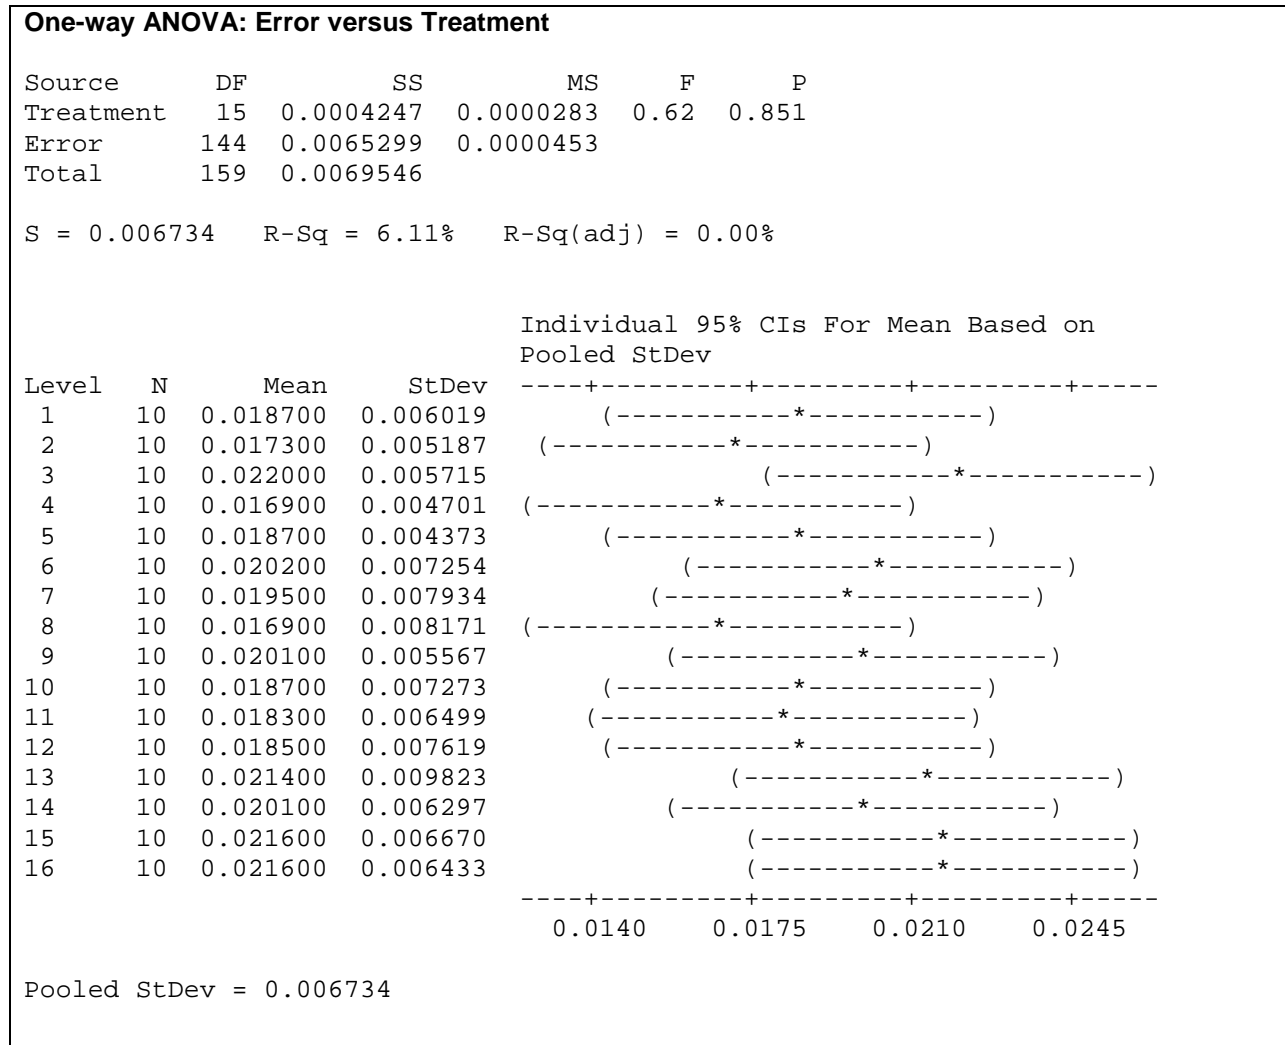 One-way ANOVA: Error versus Treatment
Source      DF         SS         MS     F      P
Treatment   15  0.0004247  0.0000283  0.62  0.851
Error      144  0.0065299  0.0000453
Total      159  0.0069546
S = 0.006734   R-Sq = 6.11%   R-Sq(adj) = 0.00%
                               Individual 95% CIs For Mean Based on
                               Pooled StDev
Level   N      Mean     StDev  ----+---------+---------+---------+-----
 1     10  0.018700  0.006019       (-----------*-----------)
 2     10  0.017300  0.005187   (-----------*-----------)
 3     10  0.022000  0.005715                 (-----------*-----------)
 4     10  0.016900  0.004701  (-----------*-----------)
 5     10  0.018700  0.004373       (-----------*-----------)
 6     10  0.020200  0.007254            (-----------*-----------)
 7     10  0.019500  0.007934          (-----------*-----------)
 8     10  0.016900  0.008171  (-----------*-----------)
 9     10  0.020100  0.005567           (-----------*-----------)
10     10  0.018700  0.007273       (-----------*-----------)
11     10  0.018300  0.006499      (-----------*-----------)
12     10  0.018500  0.007619       (-----------*-----------)
13     10  0.021400  0.009823               (-----------*-----------)
14     10  0.020100  0.006297           (-----------*-----------)
15     10  0.021600  0.006670                (-----------*-----------)
16     10  0.021600  0.006433                (-----------*-----------)
                               ----+---------+---------+---------+-----
                                 0.0140    0.0175    0.0210    0.0245
Pooled StDev = 0.006734